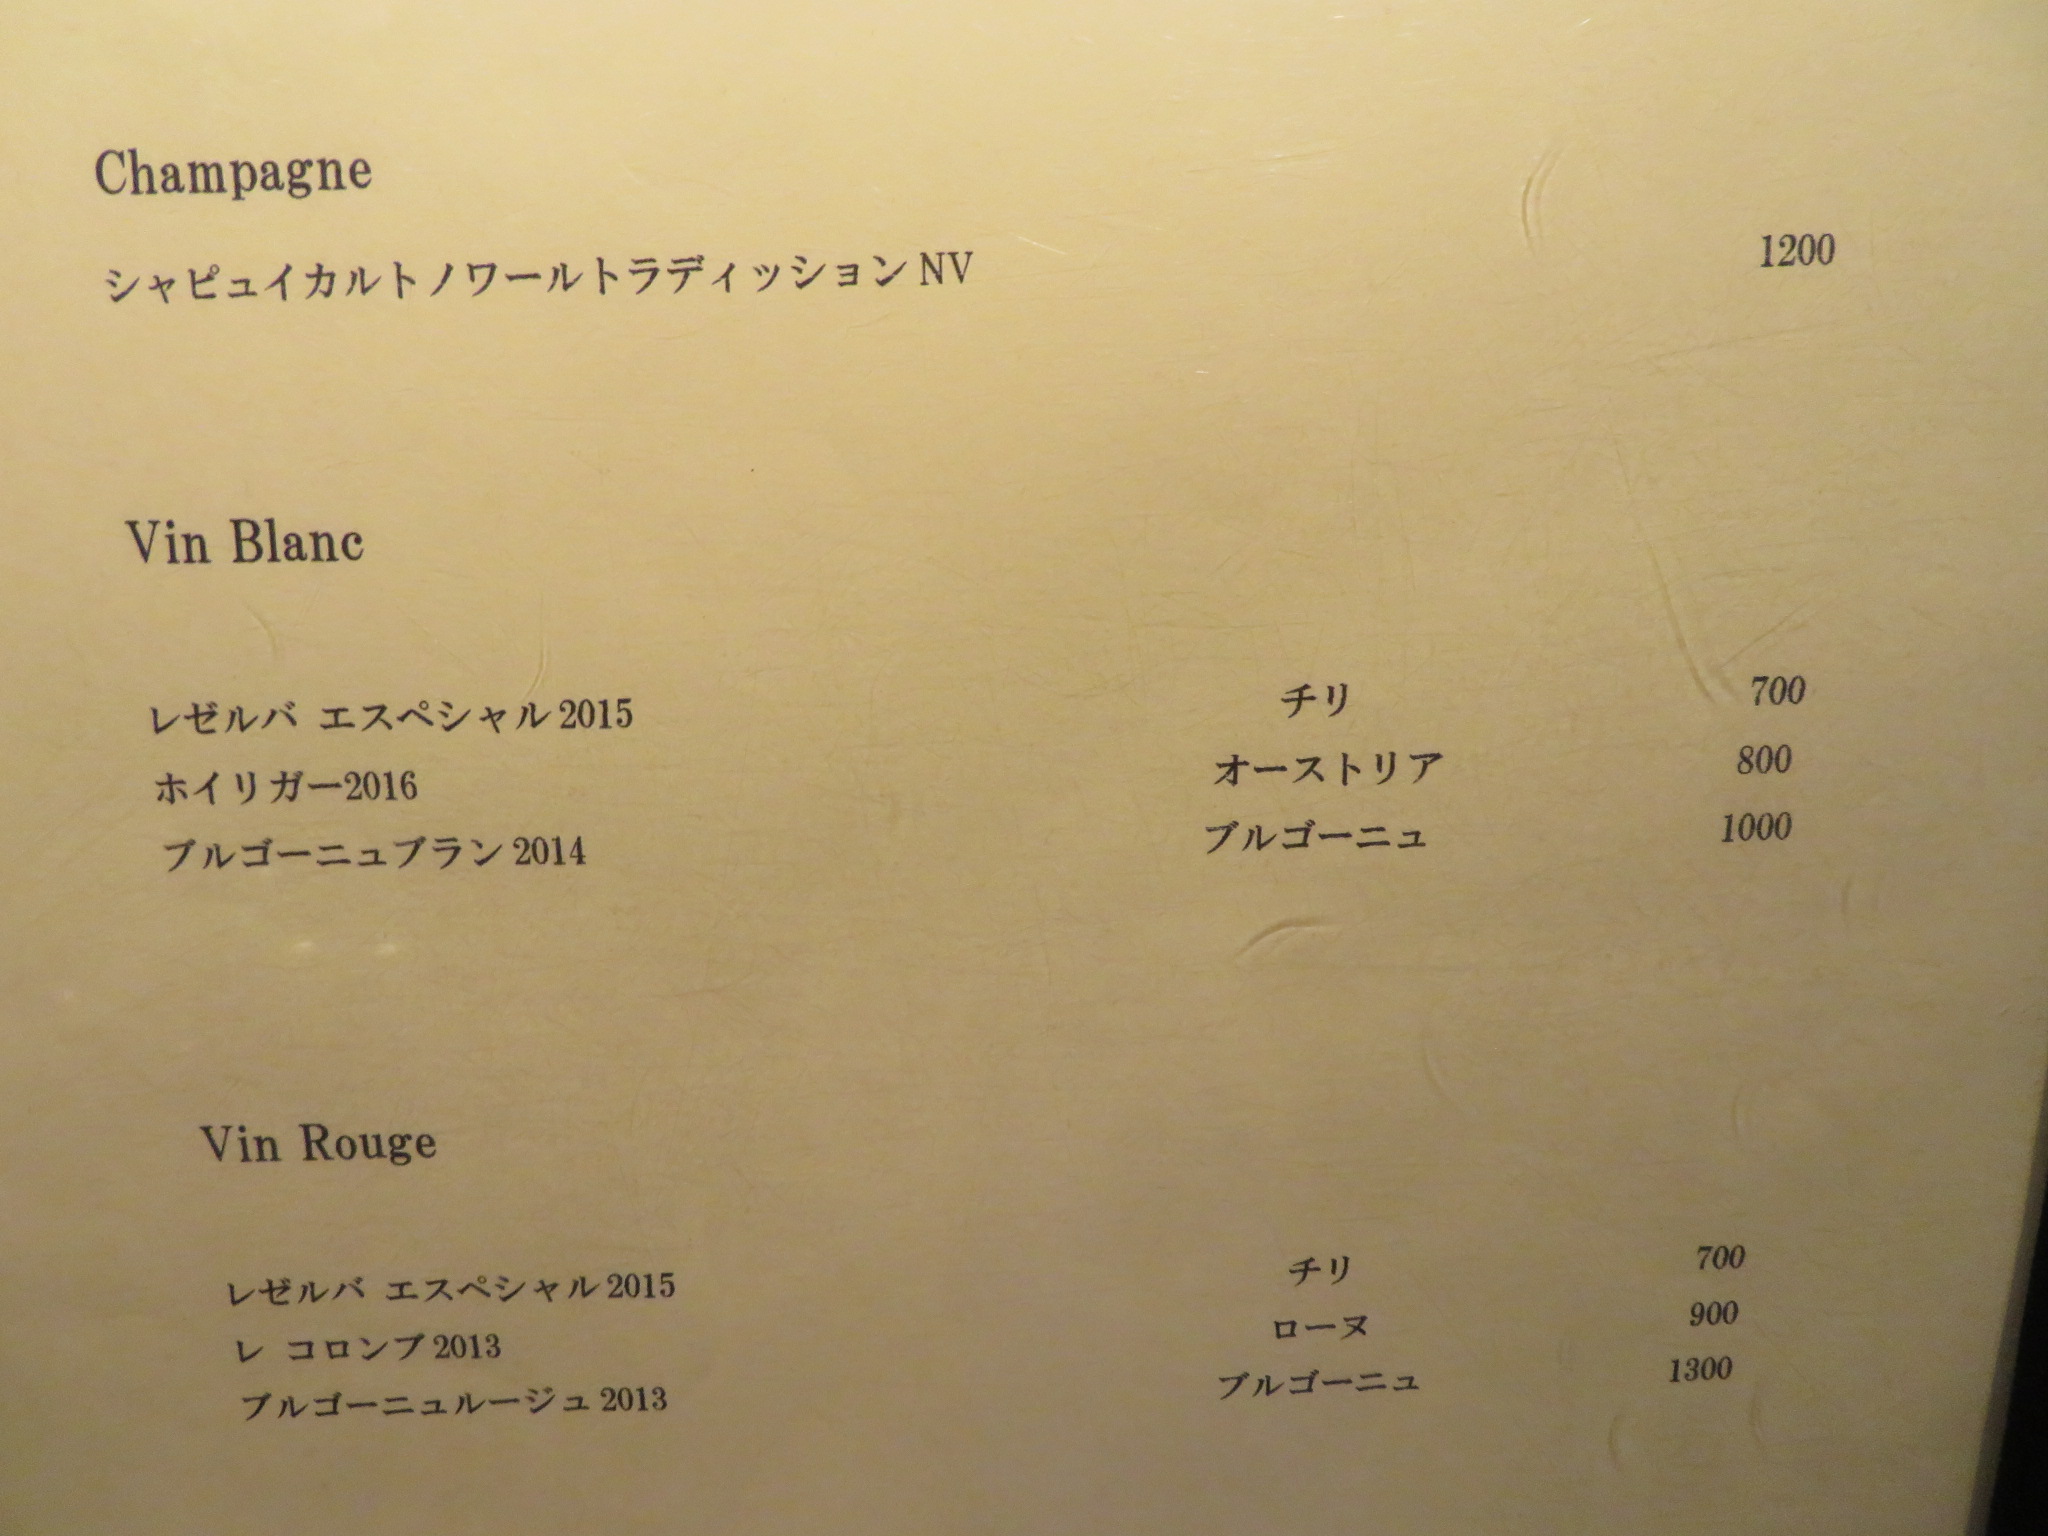 Champagne
シャピュイカルトノワールトラディッションNV 1200
Vin Blanc
レゼルバ エスペシャル2015 チリ 700
ホイリガー2016 オーストリア 800
ブルゴーニュブラン2014 ブルゴーニュ 1000
Vin Rouge
レゼルバ エスペシャル2015 チリ 700
レ コロンブ2013 ローヌ 900
ブルゴーニュルージュ2013 ブルゴーニュ 1300